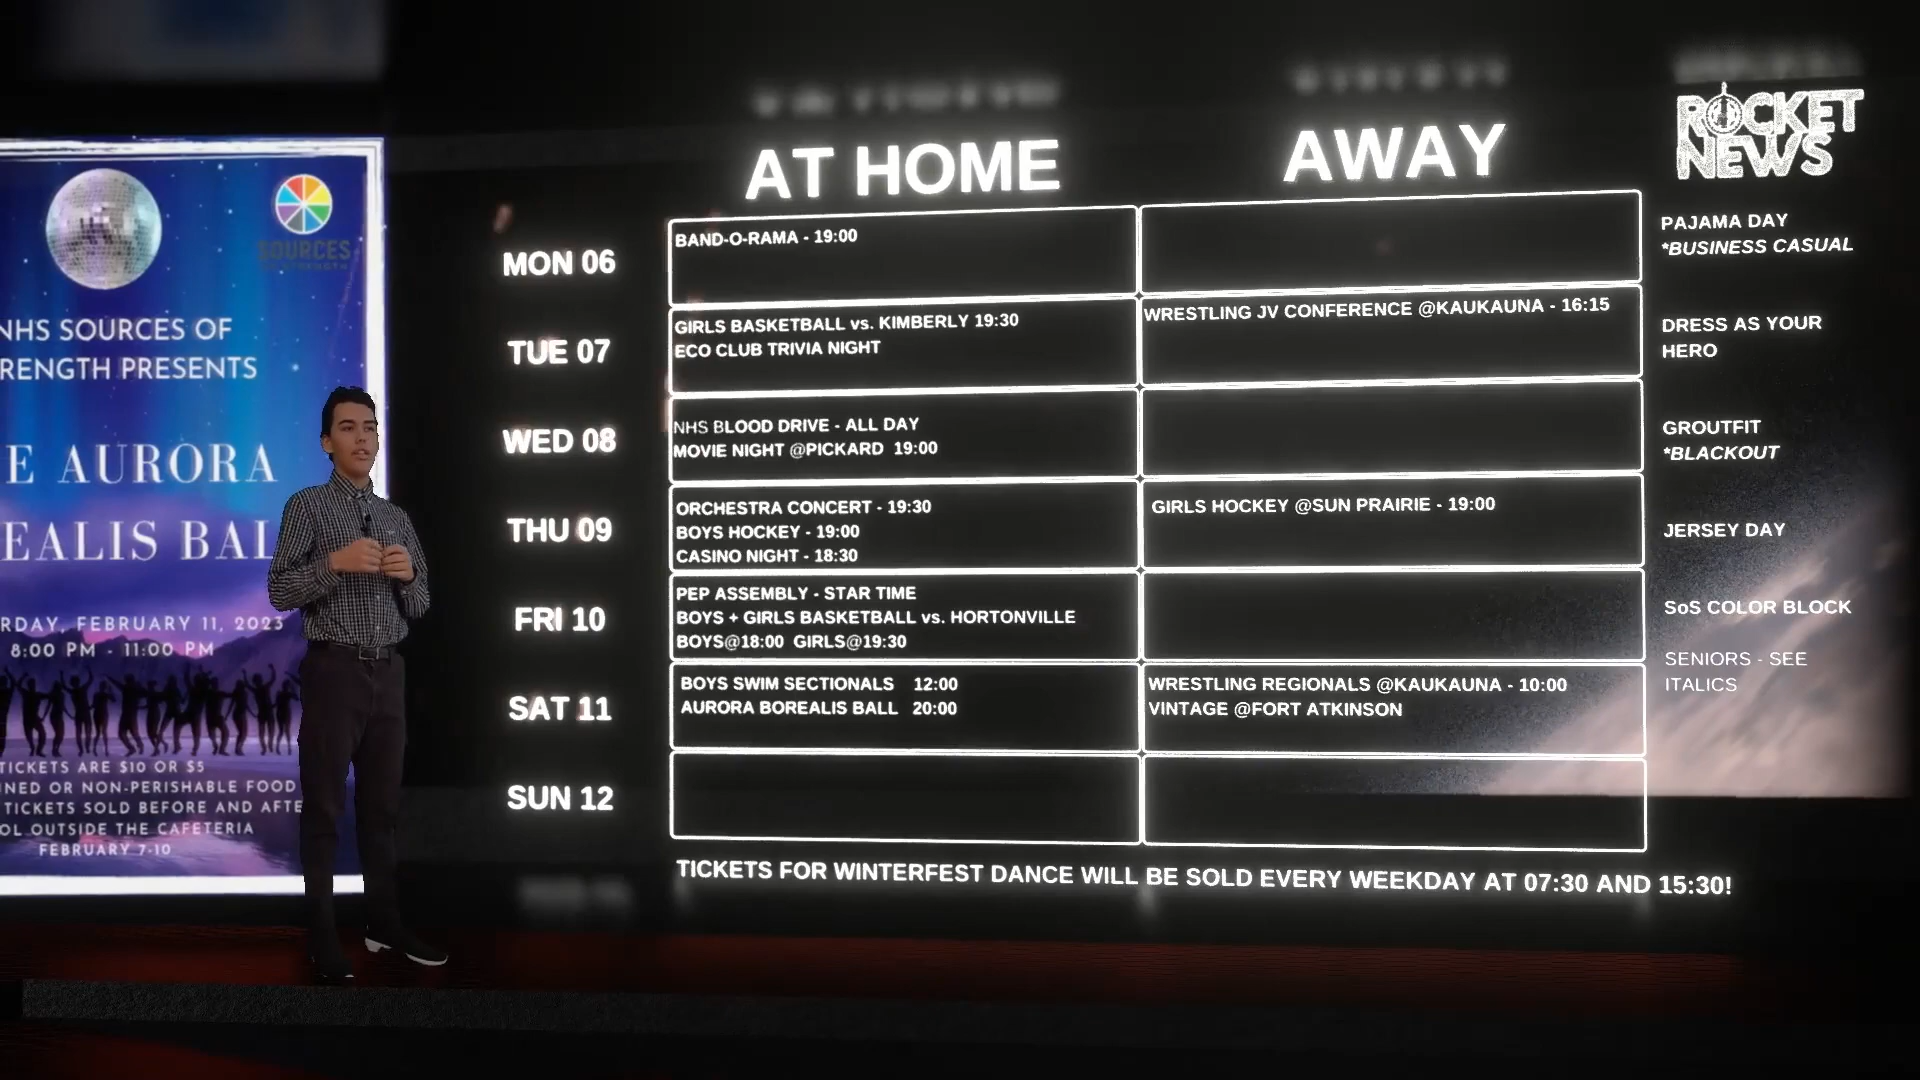 NHS SOURCES OF
RENGTH PRESENTS
E AURORA
EALIS BAL
RDAY, FEBRUARY 11, 2023
8:00 PM - 11:00 PM
TICKETS ARE $10 OR $5
NED OR NON-PERISHABLE FOOD
TICKETS SOLD BEFORE AND AFTE
OL OUTSIDE THE CAFETERIA
FEBRUARY 7-10
SOURCES
AT HOME
AWAY
ROCKET
NEWS
MON 06
BAND-O-RAMA - 19:00
PAJAMA DAY
*BUSINESS CASUAL
TUE 07
GIRLS BASKETBALL vs. KIMBERLY 19:30
ECO CLUB TRIVIA NIGHT
WRESTLING JV CONFERENCE @KAUKAUNA - 16:15
DRESS AS YOUR
HERO
WED 08
NHS BLOOD DRIVE - ALL DAY
MOVIE NIGHT @PICKARD 19:00
GROUTFIT
*BLACKOUT
THU 09
ORCHESTRA CONCERT - 19:30
BOYS HOCKEY - 19:00
CASINO NIGHT - 18:30
GIRLS HOCKEY @SUN PRAIRIE - 19:00
JERSEY DAY
FRI 10
PEP ASSEMBLY - STAR TIME
BOYS + GIRLS BASKETBALL vs. HORTONVILLE
BOYS@18:00 GIRLS@19:30
SoS COLOR BLOCK
SENIORS - SEE
ITALICS
SAT 11
BOYS SWIM SECTIONALS 12:00
AURORA BOREALIS BALL 20:00
WRESTLING REGIONALS @KAUKAUNA - 10:00
VINTAGE @FORT ATKINSON
SUN 12
TICKETS FOR WINTERFEST DANCE WILL BE SOLD EVERY WEEKDAY AT 07:30 AND 15:30!